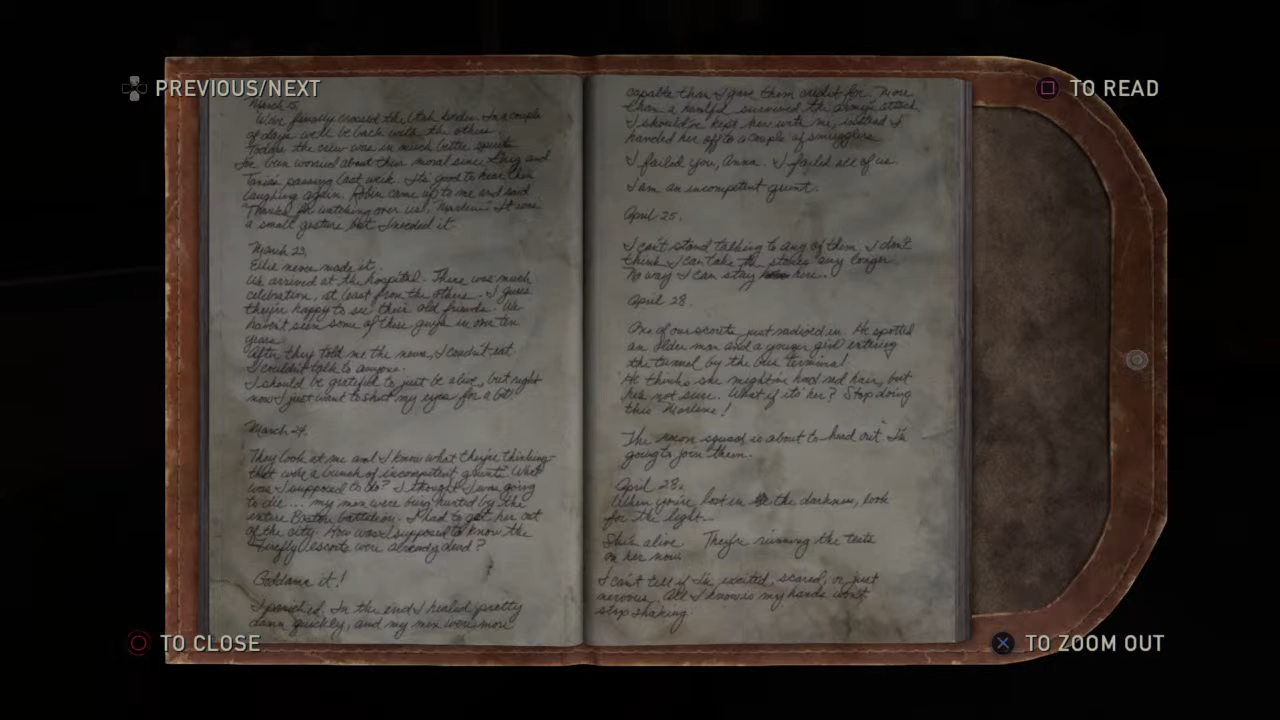 PREVIOUS/NEXT
TO READ
March 15.
We've finally crossed the Utah border. In a couple
of days we'll be back with the others.
Today the crew was in much better spirits.
I've been worried about their moral since and
passing last week. It's good to hear them
laughing again. Robin came up to me and said
"Thanks for watching over us, Marlene." It was
a small gesture, but I needed it.
March 23.
Ellie never made it.
We arrived at the hospital. There was much
celebration, at least from the others. I guess
they're happy to see their old friends. We
haven't seen some of these guys in over ten
years.
After they told me the news, I couldn't eat.
I couldn't talk to anyone.
I should be grateful to just be alive, but right
now I just want to shut my eyes for a bit.
March 24.
They look at me and I know what they're thinking-
that we're a bunch of incompetent grunts. What
was I supposed to do? I thought I was going
to die... my men were being hunted by the
entire Boston battalion. I had to get her out
of the city. How was I supposed to know the
Firefly escorts were already dead?
Goddamn it!
I panicked. In the end I healed pretty
damn quickly, and my men were more
capable than I gave them credit for. More
than a handful survived the army's attack.
I should've kept her with me, instead I
handed her off to a couple of smugglers.
I failed you, Anna. I failed all of us.
I am an incompetent grunt.
April 25.
I can't stand talking to any of them. I don't
think I can take the stares any longer.
No way I can stay here.
April 28.
One of our scouts just radioed in. He spotted
an older man and a younger girl entering
the tunnel by the bus terminal.
He thinks she might've had red hair, but
he's not sure. What if it's her? Stop doing
this Marlene!
The recon squad is about to head out. I'm
going to join them.
April 28.
When you're lost in the darkness, look
for the light.
She's alive. They're running the tests
on her now.
I can't tell if I'm excited, scared, or just
nervous. All I know is my hands won't
stop shaking.
TO CLOSE
TO ZOOM OUT